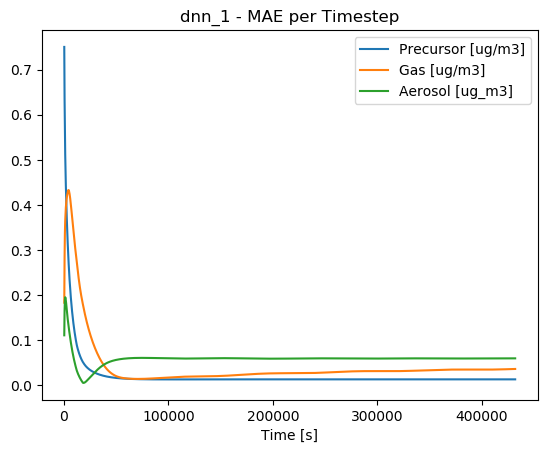 dnn_1 - MAE per Timestep
Precursor [ug/m3]
Gas [ug/m3]
Aerosol [ug_m3]
0.7
0.6
0.5
0.4
0.3
0.2
0.1
0.0
0 100000 200000 300000 400000
Time [s]